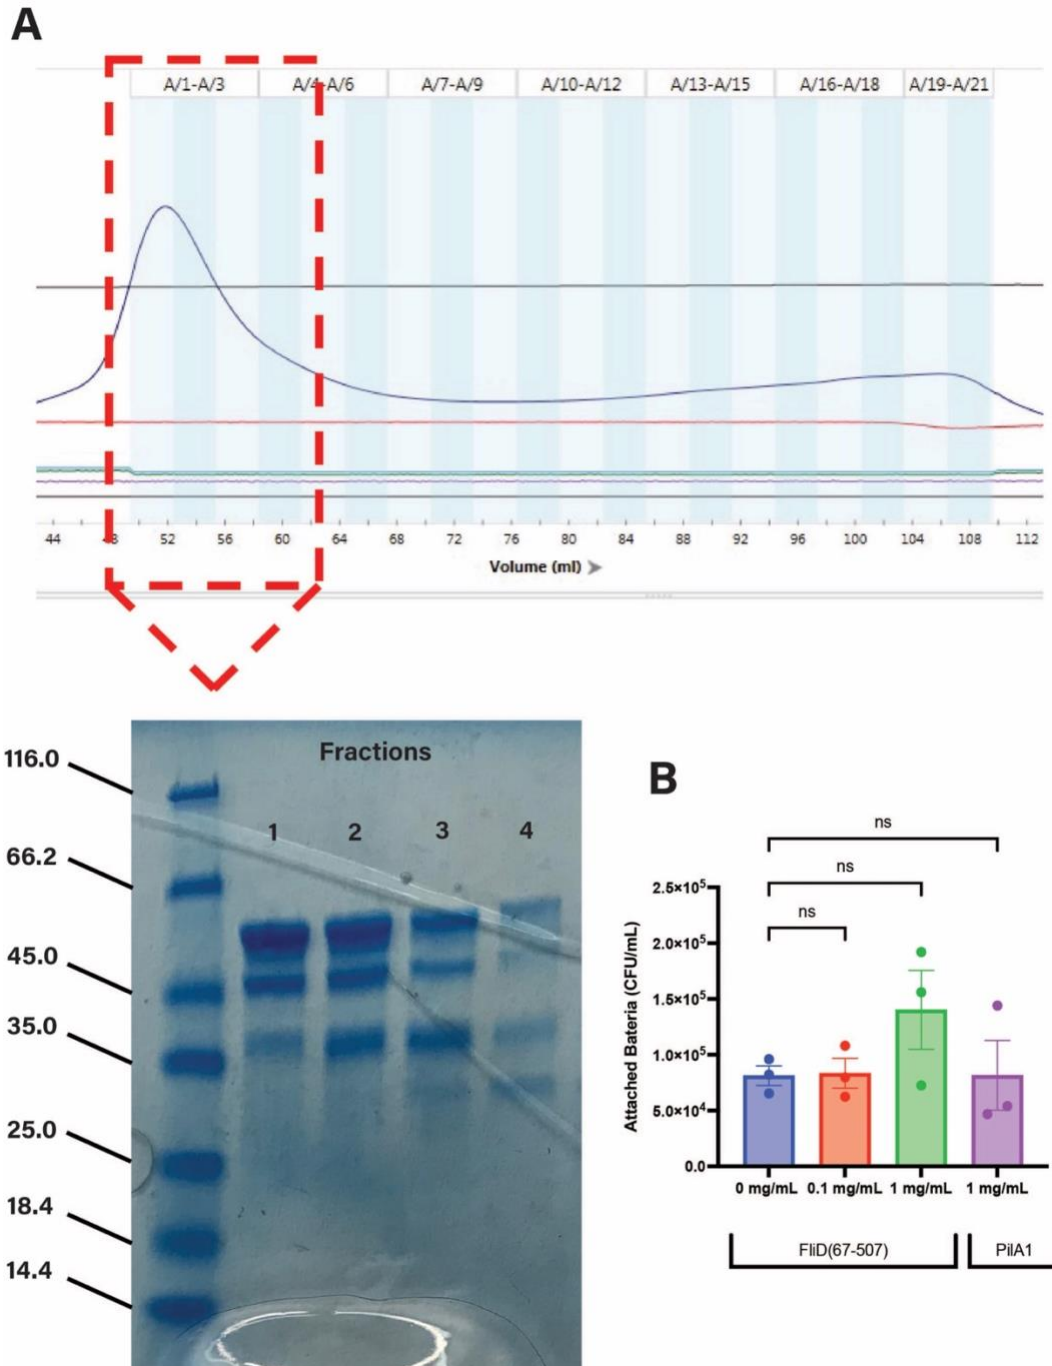 A
A/1-A/3 A/4-A/6 A/7-A/9 A/10-A/12 A/13-A/15 A/16-A/18 A/19-A/21
44 48 52 56 60 64 68 72 76 80 84 88 92 96 100 104 108 112
Volume (ml)
Fractions
1 2 3 4
116.0
66.2
45.0
35.0
25.0
18.4
14.4
B
ns
ns
ns
Attached Bateria (CFU/mL)
2.5×10⁵
2.0×10⁵
1.5×10⁵
1.0×10⁵
5.0×10⁴
0.0
0 mg/mL 0.1 mg/mL 1 mg/mL 1 mg/mL
FliD(67-507) PilA1